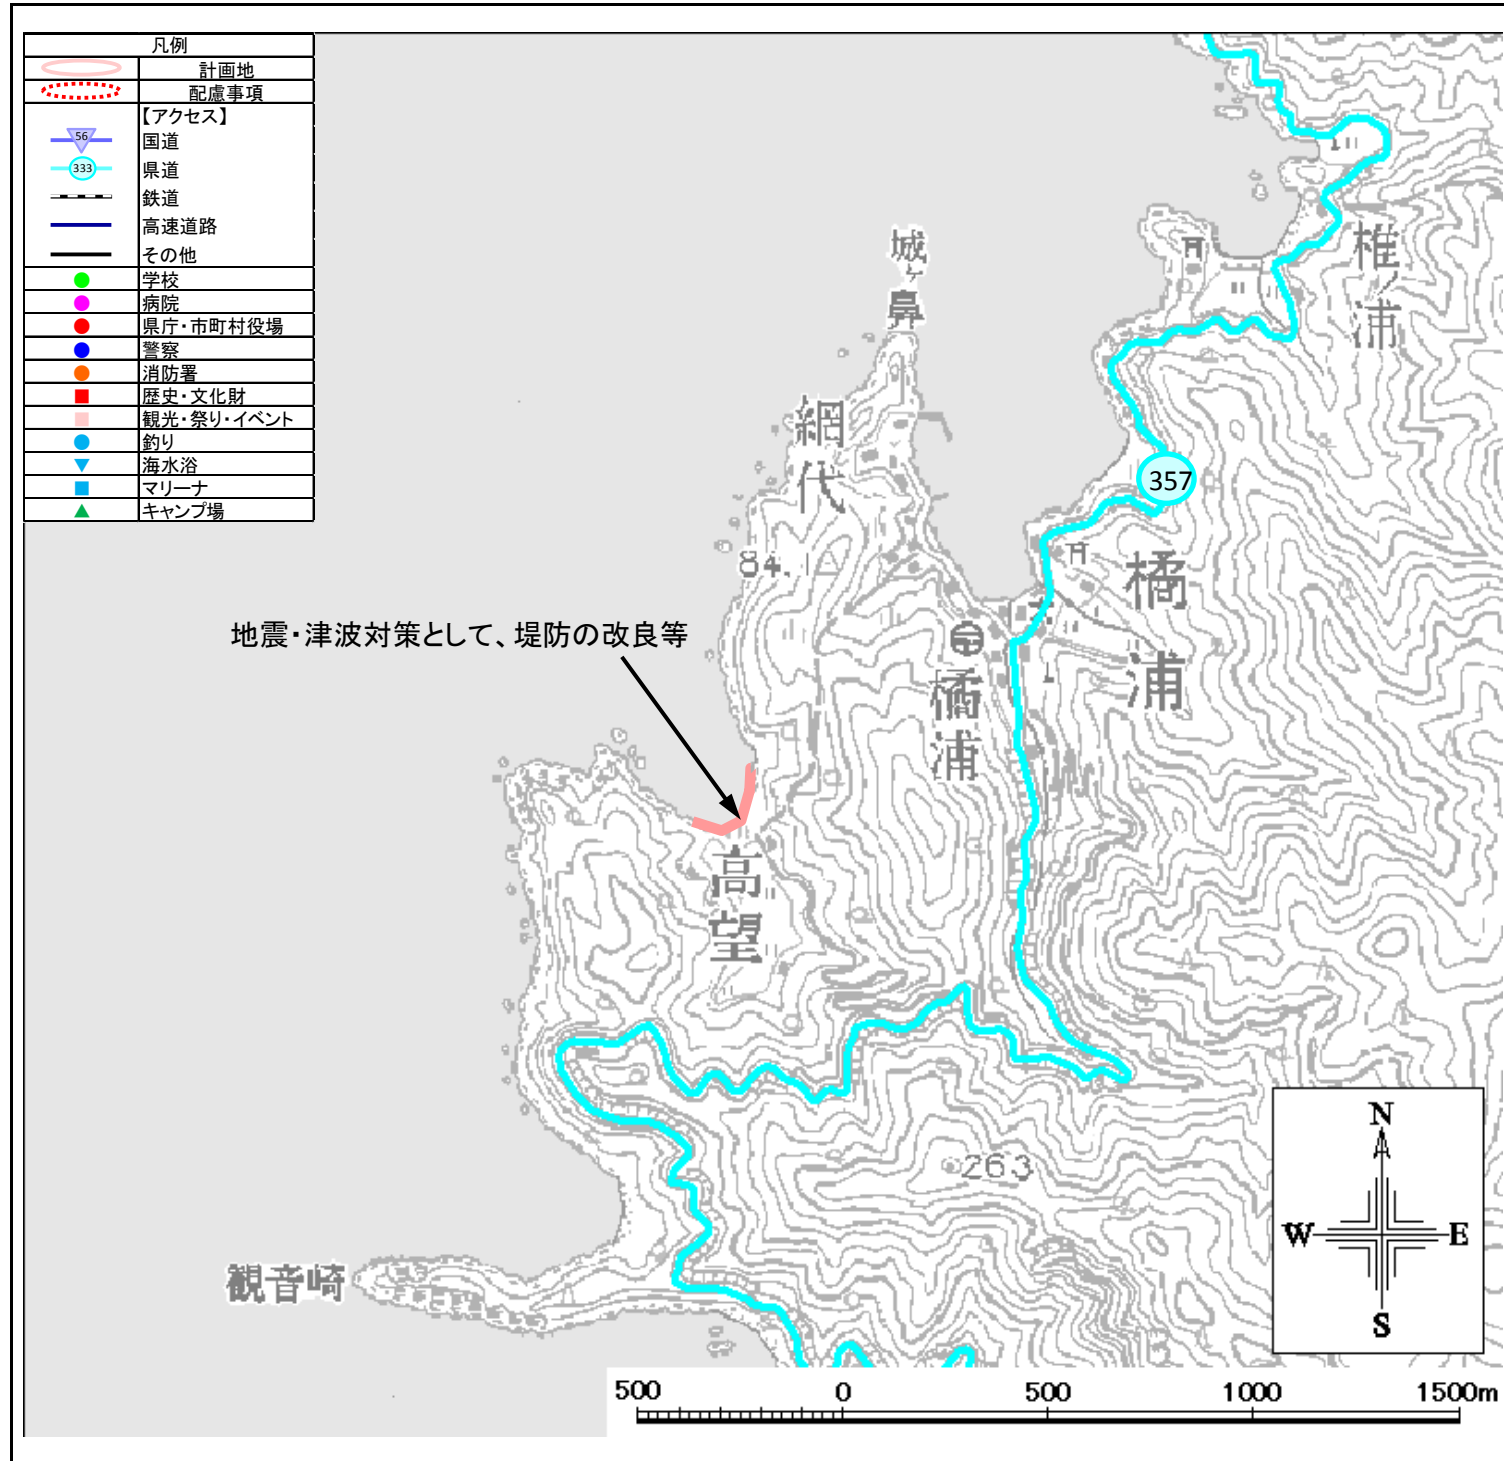 凡例
計画地
配慮事項
【アクセス】
56
国道
333
県道
鉄道
高速道路
その他
学校
病院
県庁・市町村役場
警察
消防署
歴史・文化財
観光・祭り・イベント
釣り
海水浴
マリーナ
キャンプ場
城ヶ鼻
椎ノ浦
網代
357
84.1
橘浦
地震・津波対策として、堤防の改良等
橘浦
高望
263
観音崎
N
W
E
S
500
0
500
1000
1500m